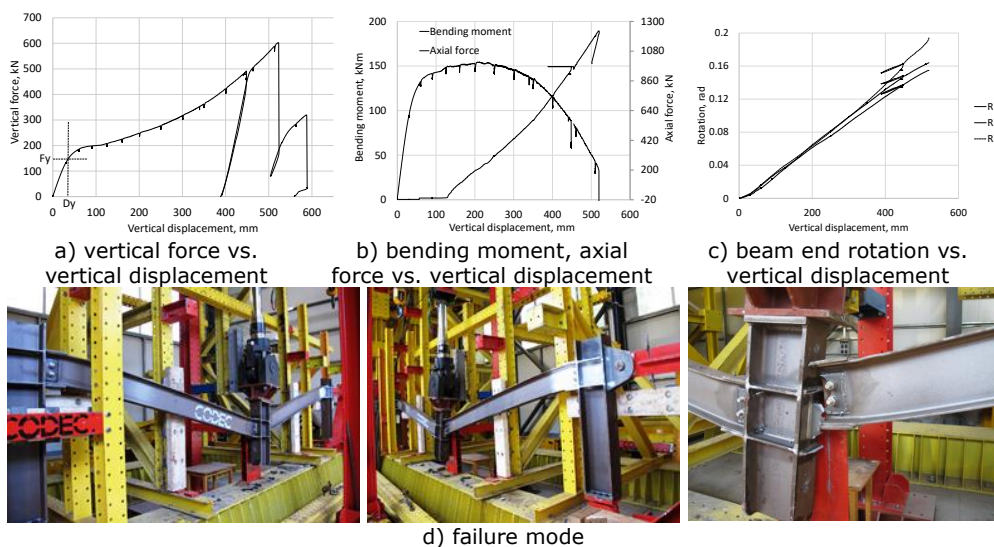 700
600
500
400
300
200
100
0
Vertical force, kN
Fy
Dy
0 100 200 300 400 500 600
Vertical displacement, mm
200
150
100
50
0
Bending moment, kNm
Bending moment
Axial force
1300
1080
860
640
420
200
-20
Axial force, kN
0 100 200 300 400 500 600
Vertical displacement, mm
0.2
0.16
0.12
0.08
0.04
0
Rotation, rad
R
R
R
0 200 400 600
Vertical displacement, mm
a) vertical force vs.
vertical displacement
b) bending moment, axial
force vs. vertical displacement
c) beam end rotation vs.
vertical displacement
CODEC
CODEC
d) failure mode